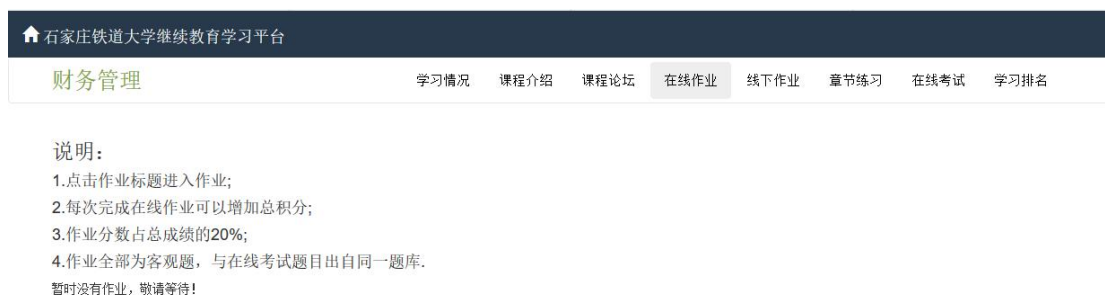 石家庄铁道大学继续教育学习平台
财务管理 学习情况 课程介绍 课程论坛 在线作业 线下作业 章节练习 在线考试 学习排名
说明：
1.点击作业标题进入作业;
2.每次完成在线作业可以增加总积分;
3.作业分数占总成绩的20%;
4.作业全部为客观题，与在线考试题目出自同一题库.
暂时没有作业，敬请等待!